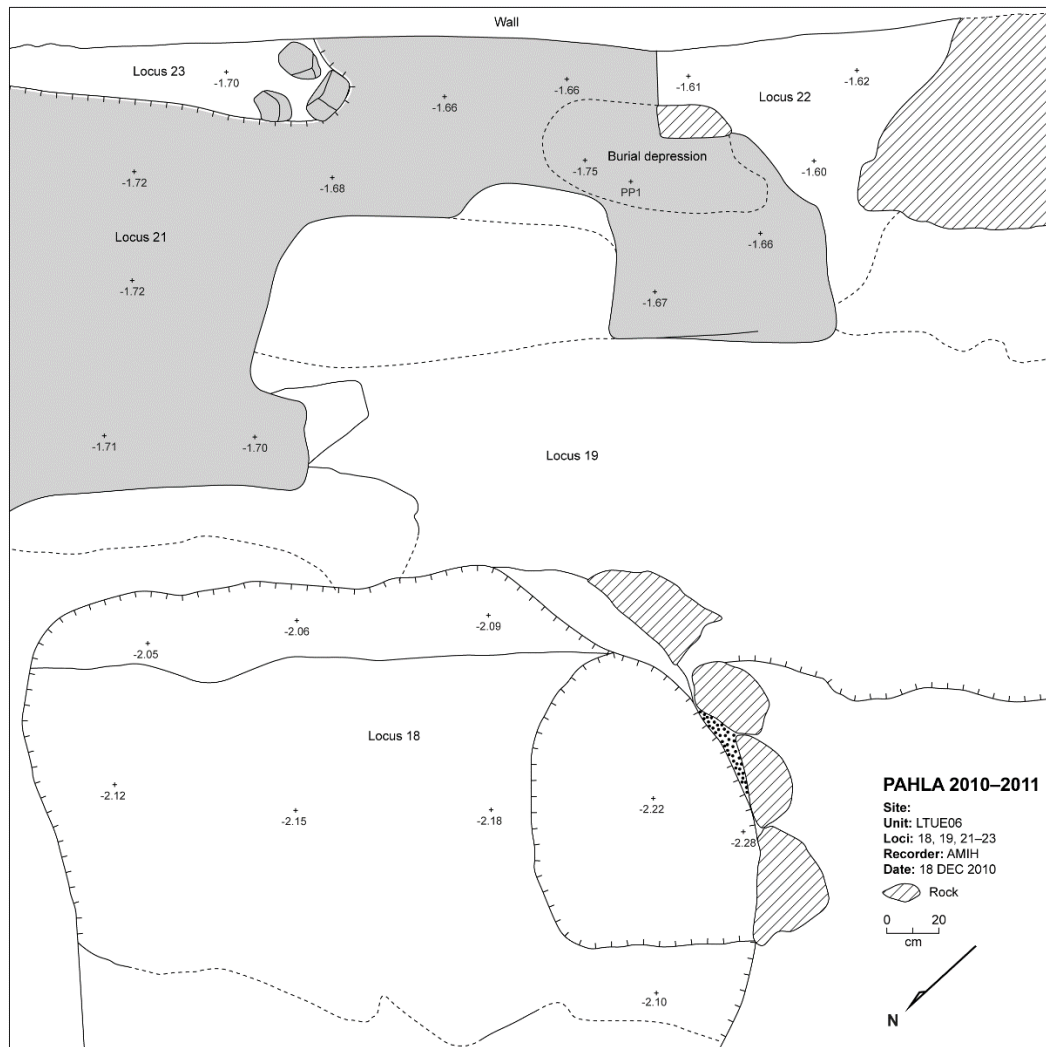 Wall
Locus 23
-1.70
-1.66
-1.66
-1.61
-1.62
Locus 22
Burial depression
-1.75
PP1
-1.60
-1.72
-1.68
Locus 21
-1.66
-1.72
-1.67
-1.71
-1.70
Locus 19
-2.05
-2.06
-2.09
Locus 18
-2.12
-2.15
-2.18
-2.22
-2.28
-2.10
PAHLA 2010–2011
Site:
Unit: LTUE06
Loci: 18, 19, 21–23
Recorder: AMIH
Date: 18 DEC 2010
Rock
0 20
cm
N